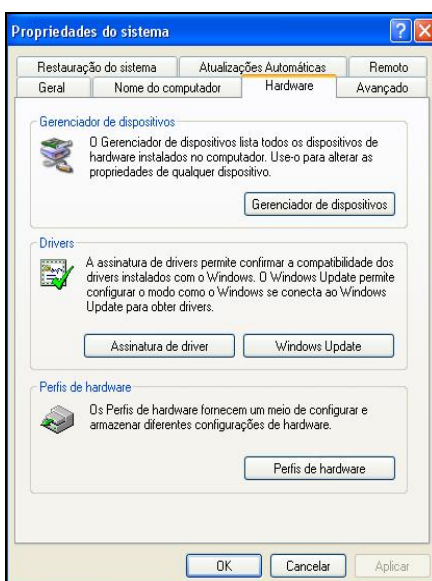 Propriedades do sistema
Restauração do sistema Atualizações Automáticas Remoto
Geral Nome do computador Hardware Avançado
Gerenciador de dispositivos
O Gerenciador de dispositivos lista todos os dispositivos de
hardware instalados no computador. Use-o para alterar as
propriedades de qualquer dispositivo.
Gerenciador de dispositivos
Drivers
A assinatura de drivers permite confirmar a compatibilidade dos
drivers instalados com o Windows. O Windows Update permite
configurar o modo como o Windows se conecta ao Windows
Update para obter drivers.
Assinatura de driver Windows Update
Perfis de hardware
Os Perfis de hardware fornecem um meio de configurar e
armazenar diferentes configurações de hardware.
Perfis de hardware
OK Cancelar Aplicar